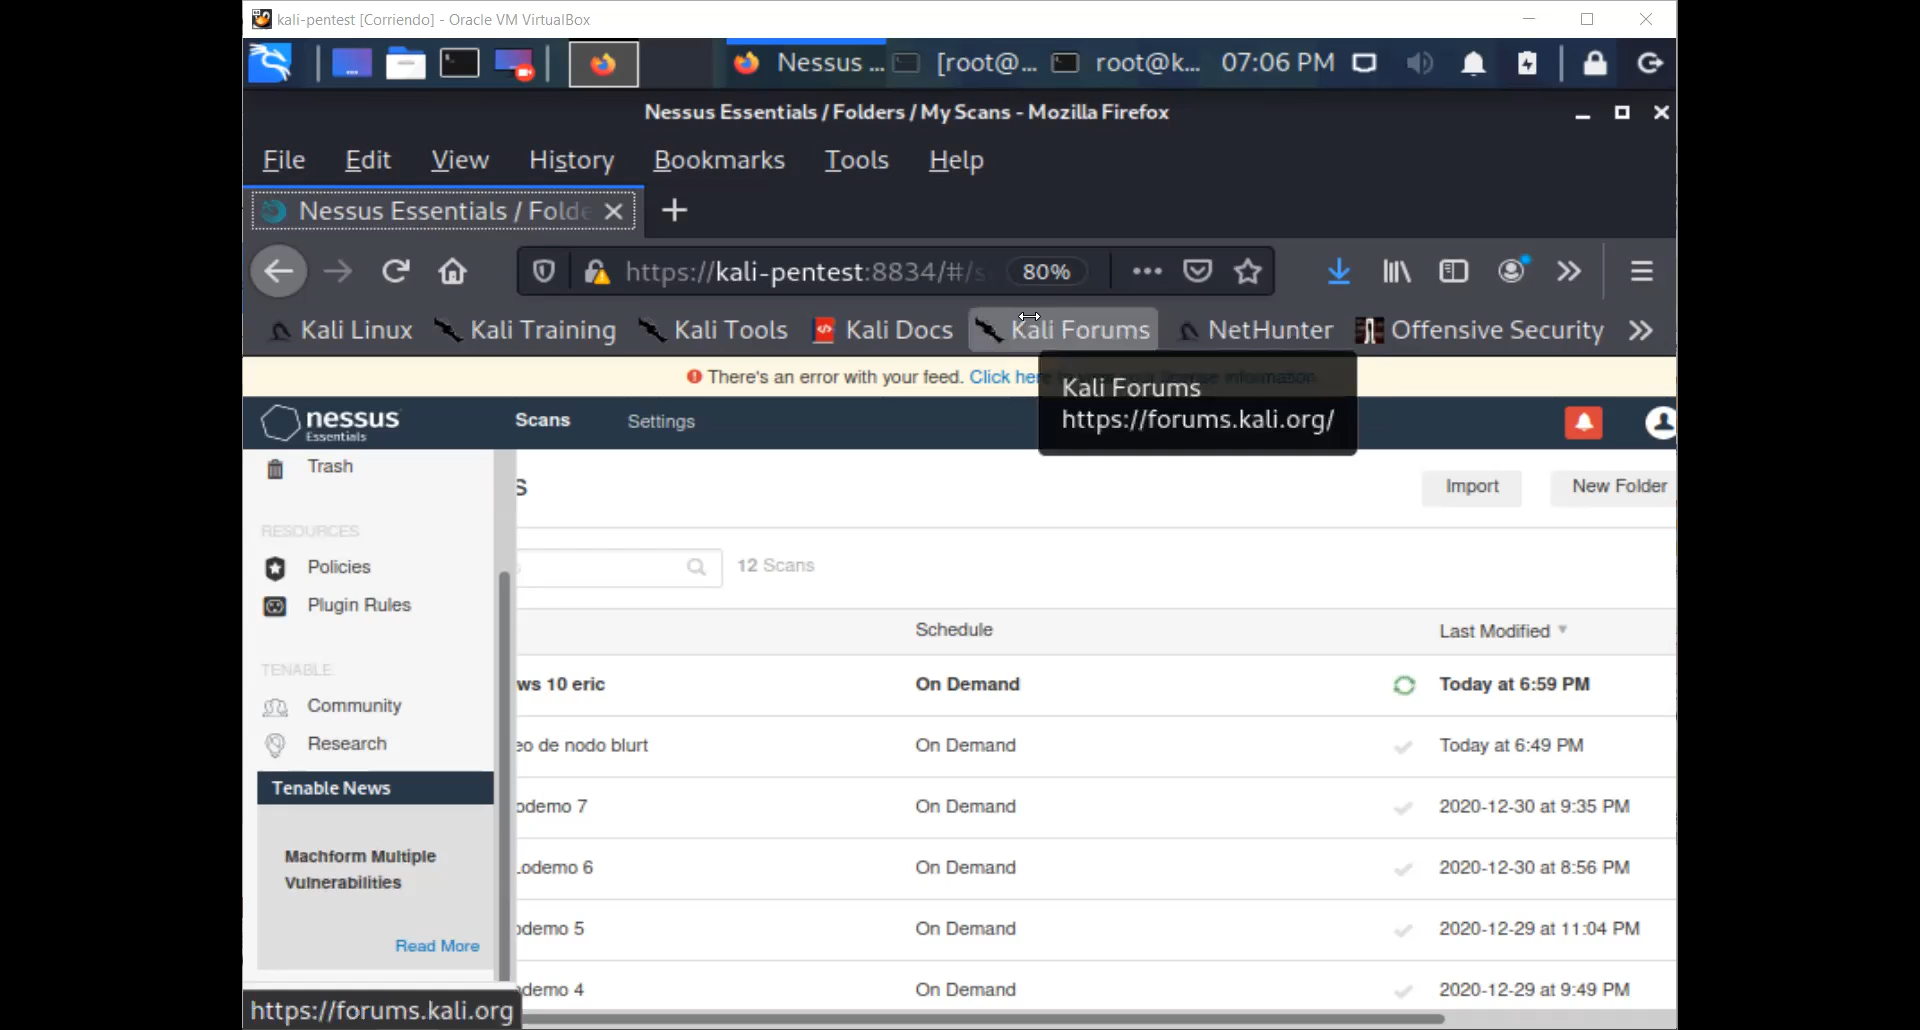 kali-pentest [Corriendo] - Oracle VM VirtualBox
Nessus ... [root@... root@k... 07:06 PM
Nessus Essentials / Folders / My Scans - Mozilla Firefox
File Edit View History Bookmarks Tools Help
Nessus Essentials / Folde
https://kali-pentest:8834/#/s 80%
Kali Linux Kali Training Kali Tools Kali Docs Kali Forums NetHunter Offensive Security
There's an error with your feed. Click here
Kali Forums
https://forums.kali.org/
nessus
Essentials
Scans Settings
Trash
s
Import New Folder
RESOURCES
Policies
Plugin Rules
12 Scans
Schedule Last Modified
TENABLE
Community
Research
ws 10 eric On Demand Today at 6:59 PM
eo de nodo blurt On Demand Today at 6:49 PM
odemo 7 On Demand 2020-12-30 at 9:35 PM
odemo 6 On Demand 2020-12-30 at 8:56 PM
odemo 5 On Demand 2020-12-29 at 11:04 PM
odemo 4 On Demand 2020-12-29 at 9:49 PM
Tenable News
Machform Multiple
Vulnerabilities
Read More
https://forums.kali.org